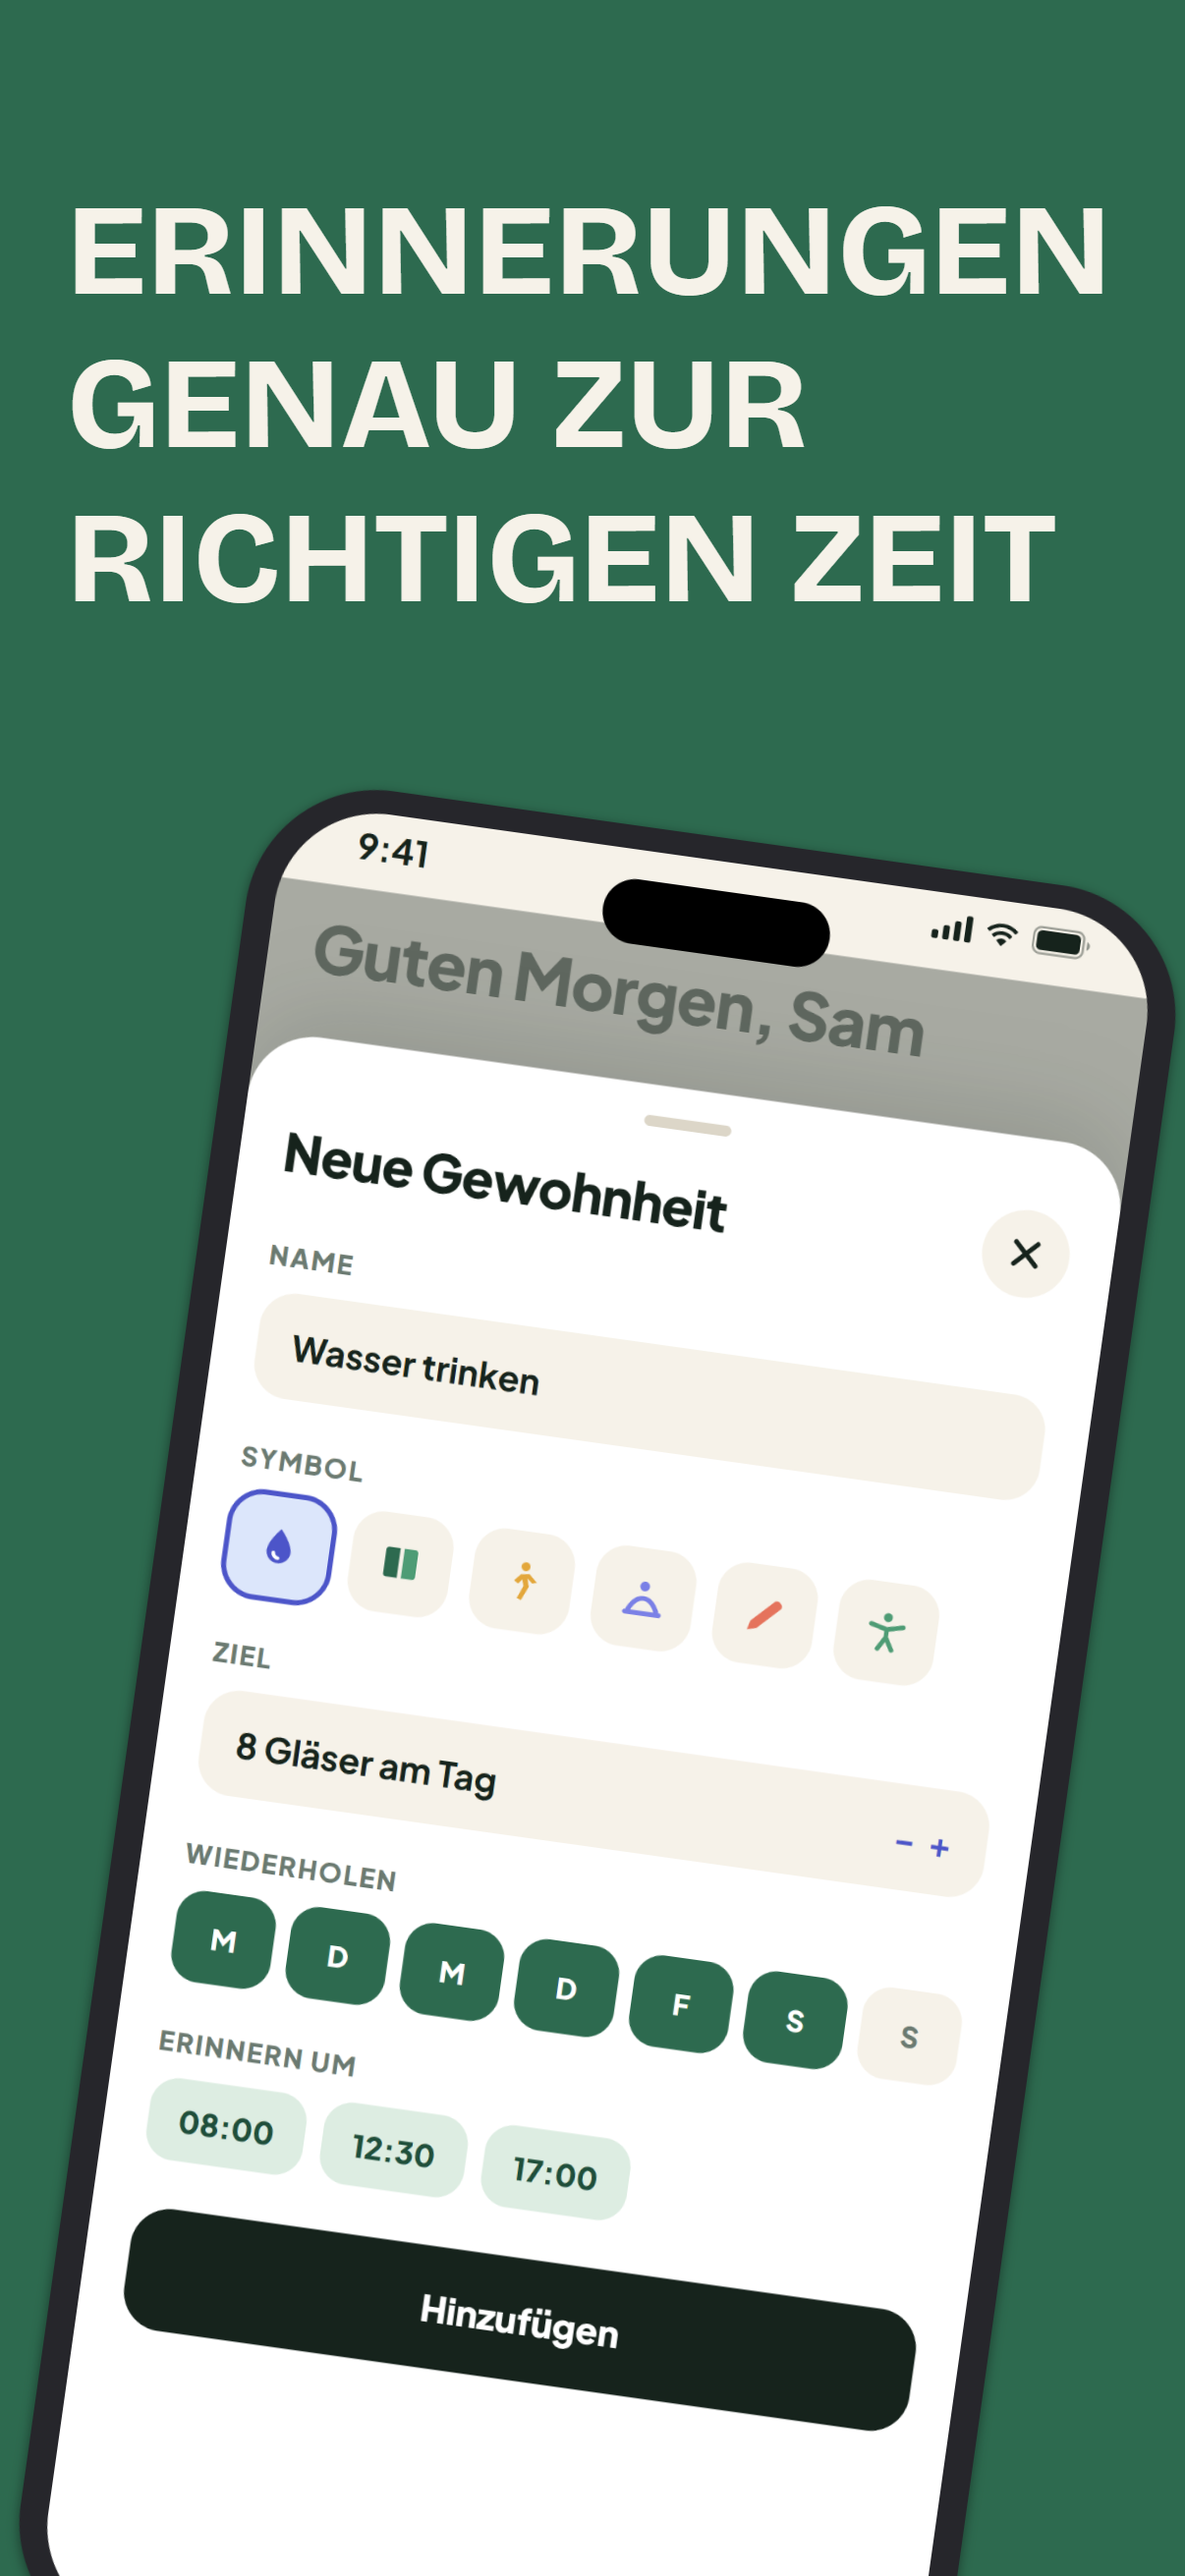 ERINNERUNGEN
GENAU ZUR
RICHTIGEN ZEIT
9:41
Guten Morgen, Sam
Neue Gewohnheit
NAME
Wasser trinken
SYMBOL
ZIEL
8 Gläser am Tag
− +
WIEDERHOLEN
M D M D F S S
ERINNERN UM
08:00 12:30 17:00
Hinzufügen